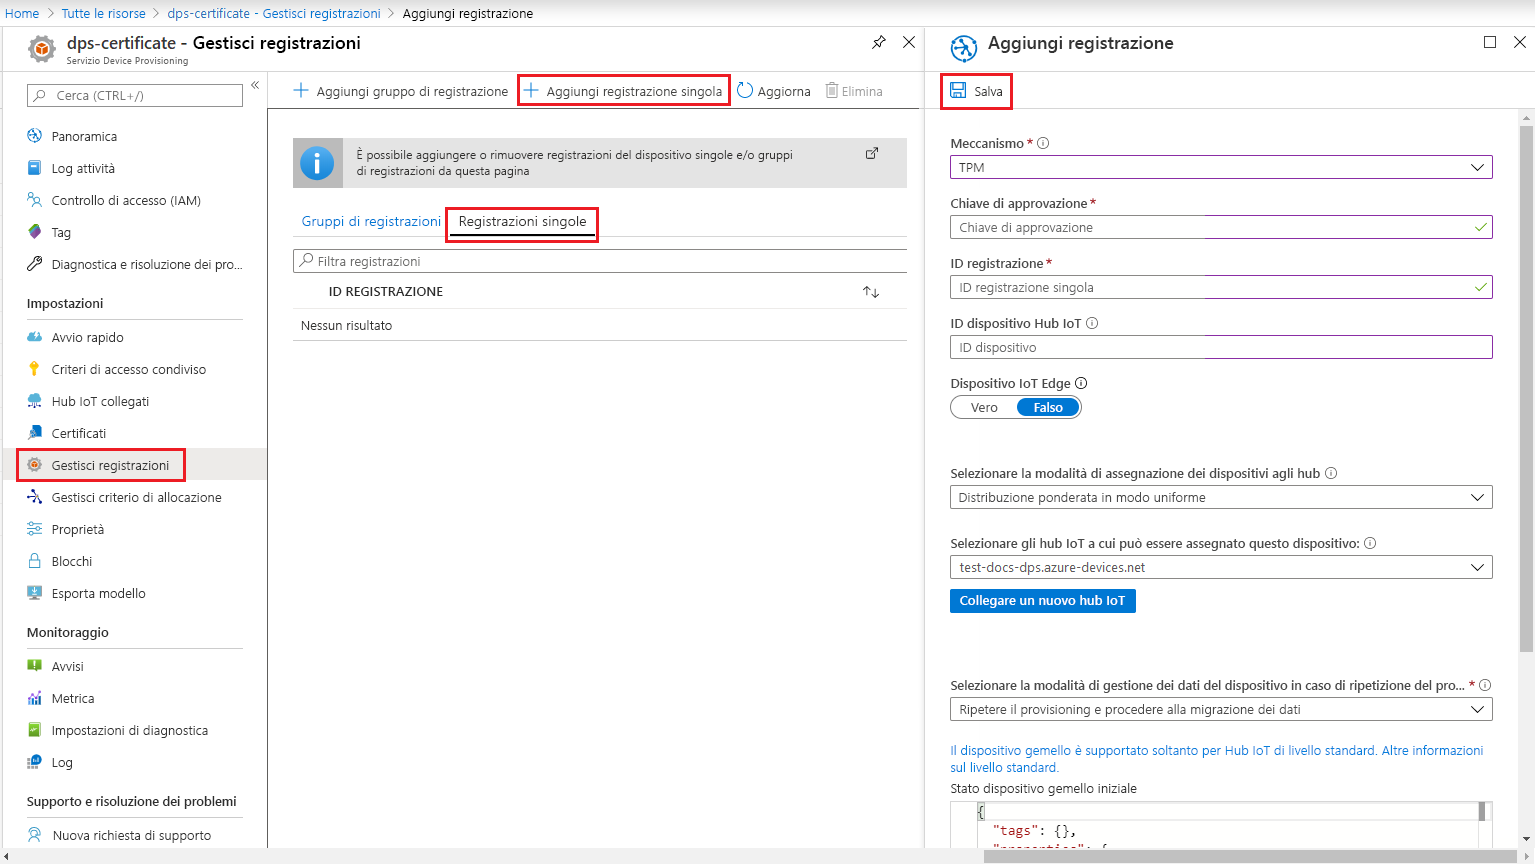 Home > Tutte le risorse > dps-certificate - Gestisci registrazioni > Aggiungi registrazione
dps-certificate - Gestisci registrazioni
Servizio Device Provisioning
Cerca (CTRL+/)
Panoramica
Log attività
Controllo di accesso (IAM)
Tag
Diagnostica e risoluzione dei pro...
Impostazioni
Avvio rapido
Criteri di accesso condiviso
Hub IoT collegati
Certificati
Gestisci registrazioni
Gestisci criterio di allocazione
Proprietà
Blocchi
Esporta modello
Monitoraggio
Avvisi
Metrica
Impostazioni di diagnostica
Log
Supporto e risoluzione dei problemi
Nuova richiesta di supporto
Aggiungi gruppo di registrazione
Aggiungi registrazione singola
Aggiorna
Elimina
È possibile aggiungere o rimuovere registrazioni del dispositivo singole e/o gruppi
di registrazioni da questa pagina
Gruppi di registrazioni
Registrazioni singole
Filtra registrazioni
ID REGISTRAZIONE
Nessun risultato
Aggiungi registrazione
Salva
Meccanismo *
TPM
Chiave di approvazione *
Chiave di approvazione
ID registrazione *
ID registrazione singola
ID dispositivo Hub IoT
ID dispositivo
Dispositivo IoT Edge
Vero Falso
Selezionare la modalità di assegnazione dei dispositivi agli hub
Distribuzione ponderata in modo uniforme
Selezionare gli hub IoT a cui può essere assegnato questo dispositivo:
test-docs-dps.azure-devices.net
Collegare un nuovo hub IoT
Selezionare la modalità di gestione dei dati del dispositivo in caso di ripetizione del pro... *
Ripetere il provisioning e procedere alla migrazione dei dati
Il dispositivo gemello è supportato soltanto per Hub IoT di livello standard. Altre informazioni
sul livello standard.
Stato dispositivo gemello iniziale
{
"tags": {},
"properties": {